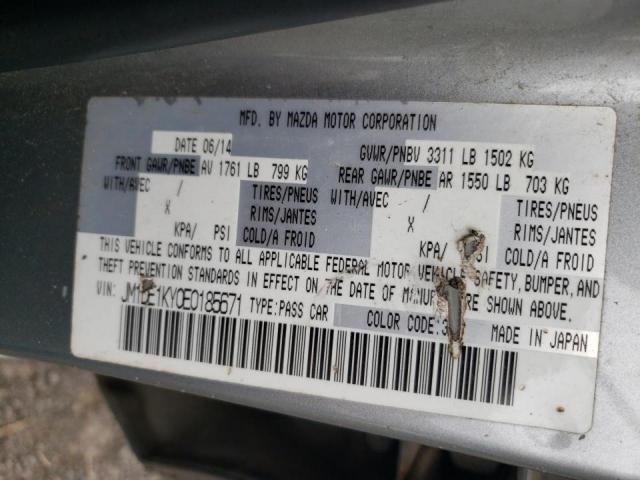 MFD. BY MAZDA MOTOR CORPORATION
DATE 06/14 GVWR/PNBV 3311 LB 1502 KG
FRONT GAWR/PNBE AV 1761 LB 799 KG REAR GAWR/PNBE AR 1550 LB 703 KG
WITH/AVEC / TIRES/PNEUS WITH/AVEC / TIRES/PNEUS
X RIMS/JANTES X RIMS/JANTES
KPA/ PSI COLD/A FROID KPA/ PSI COLD/A FROID
THIS VEHICLE CONFORMS TO ALL APPLICABLE FEDERAL MOTOR VEHICLE SAFETY, BUMPER, AND
THEFT PREVENTION STANDARDS IN EFFECT ON THE DATE OF MANUFACTURE SHOWN ABOVE.
VIN: JM1DE1KY0E0185671 TYPE:PASS CAR COLOR CODE: MADE IN JAPAN